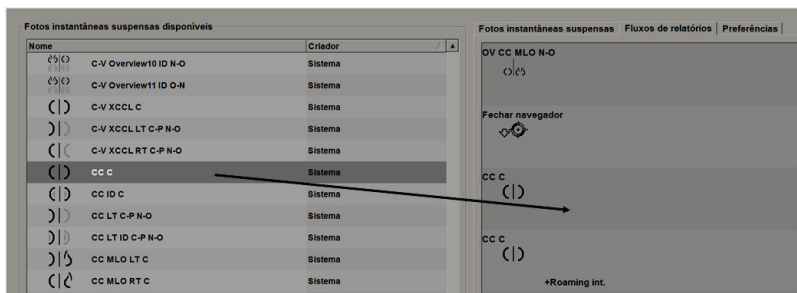 Fotos instantâneas suspensas disponíveis
Nome Criador
C-V Overview10 ID N-O Sistema
C-V Overview11 ID O-N Sistema
C-V XCCL C Sistema
C-V XCCL LT C-P N-O Sistema
C-V XCCL RT C-P N-O Sistema
CC C Sistema
CC ID C Sistema
CC LT C-P N-O Sistema
CC LT ID C-P N-O Sistema
CC MLO LT C Sistema
CC MLO RT C Sistema
Fotos instantâneas suspensas Fluxos de relatórios Preferências
OV CC MLO N-O
Fechar navegador
CC C
CC C
+Roaming int.